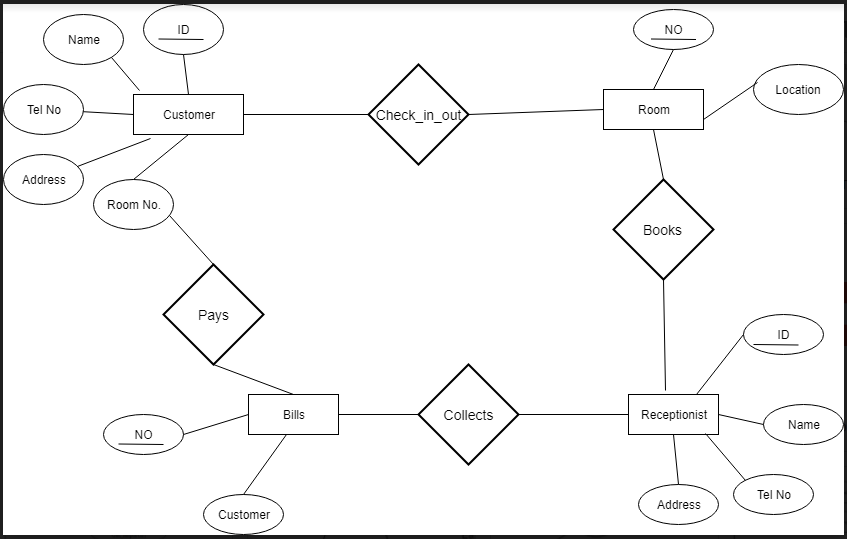 ID
NO
Name
Location
Tel No
Customer
Check_in_out
Room
Address
Room No.
Books
Pays
ID
NO
Bills
Collects
Receptionist
Name
Customer
Address
Tel No